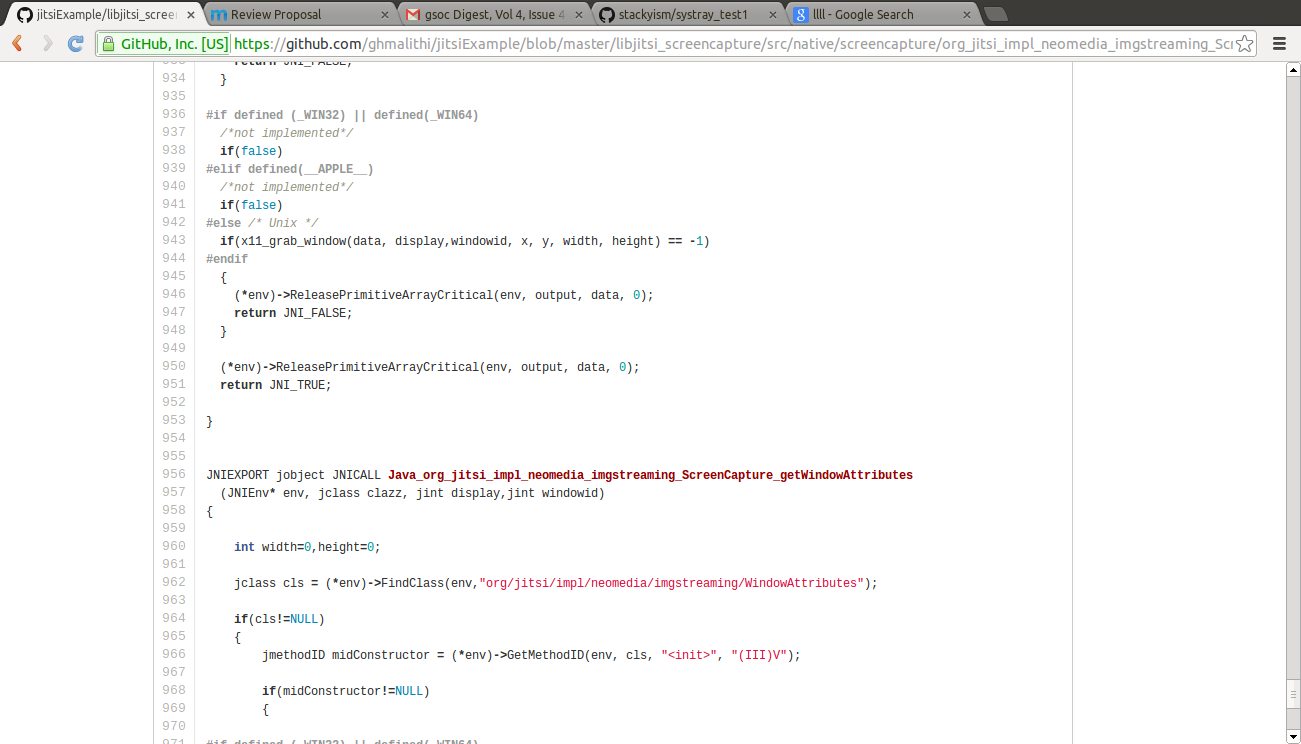 jitsiExample/libjitsi_screen
Review Proposal
gsoc Digest, Vol 4, Issue 4
stackyism/systray_test1
llll - Google Search
GitHub, Inc. [US] https://github.com/ghmalithi/jitsiExample/blob/master/libjitsi_screencapture/src/native/screencapture/org_jitsi_impl_neomedia_imgstreaming_Scr
933 return JNI_FALSE;
934 }
935
936 #if defined (_WIN32) || defined(_WIN64)
937 /*not implemented*/
938 if(false)
939 #elif defined(__APPLE__)
940 /*not implemented*/
941 if(false)
942 #else /* Unix */
943 if(x11_grab_window(data, display,windowid, x, y, width, height) == -1)
944 #endif
945 {
946 (*env)->ReleasePrimitiveArrayCritical(env, output, data, 0);
947 return JNI_FALSE;
948 }
949
950 (*env)->ReleasePrimitiveArrayCritical(env, output, data, 0);
951 return JNI_TRUE;
952
953 }
954
955
956 JNIEXPORT jobject JNICALL Java_org_jitsi_impl_neomedia_imgstreaming_ScreenCapture_getWindowAttributes
957 (JNIEnv* env, jclass clazz, jint display,jint windowid)
958 {
959
960 int width=0,height=0;
961
962 jclass cls = (*env)->FindClass(env,"org/jitsi/impl/neomedia/imgstreaming/WindowAttributes");
963
964 if(cls!=NULL)
965 {
966 jmethodID midConstructor = (*env)->GetMethodID(env, cls, "<init>", "(III)V");
967
968 if(midConstructor!=NULL)
969 {
970
971 #if defined (_WIN32) || defined(_WIN64)